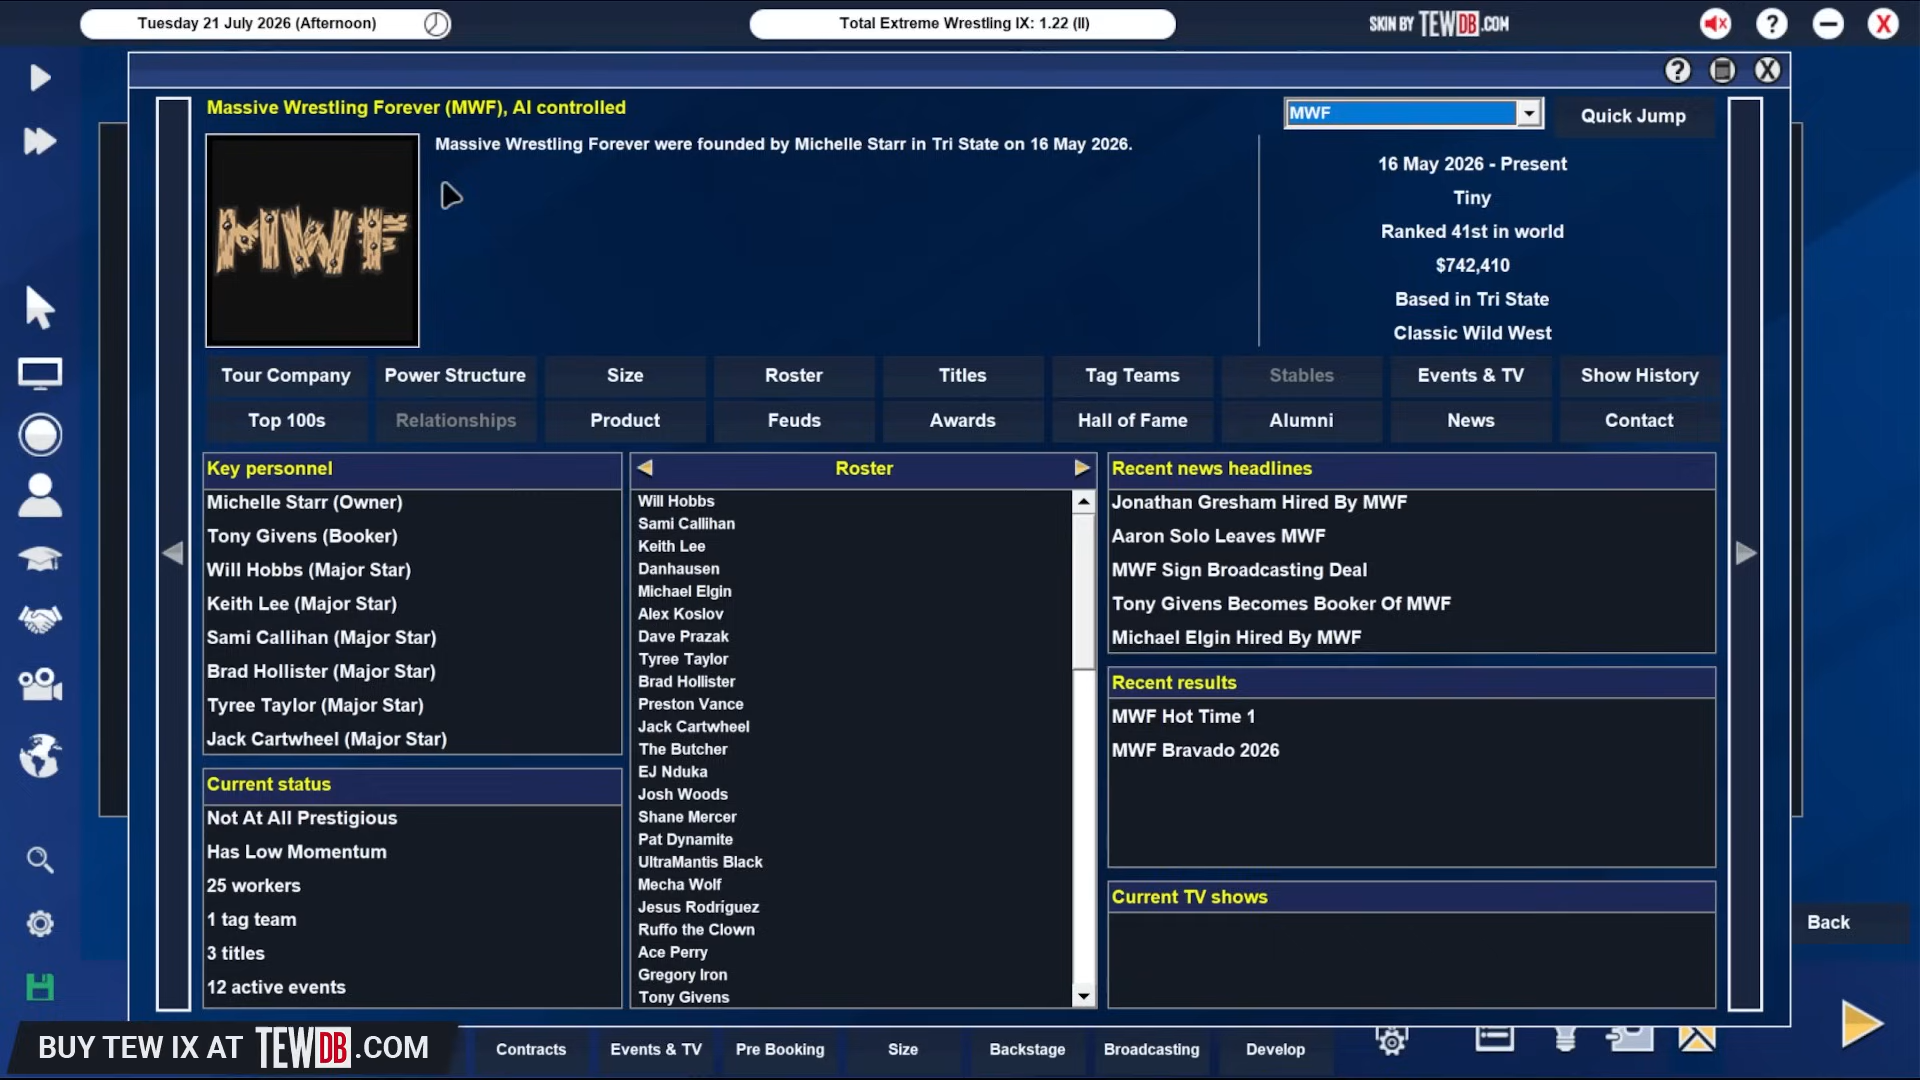 Tuesday 21 July 2026 (Afternoon)
Total Extreme Wrestling IX: 1.22 (II)
SKIN BY TEWDB.COM
?
X
?
X
Massive Wrestling Forever (MWF), AI controlled
MWF
Quick Jump
MWF
Massive Wrestling Forever were founded by Michelle Starr in Tri State on 16 May 2026.
16 May 2026 - Present
Tiny
Ranked 41st in world
$742,410
Based in Tri State
Classic Wild West
Tour Company
Power Structure
Size
Roster
Titles
Tag Teams
Stables
Events & TV
Show History
Top 100s
Relationships
Product
Feuds
Awards
Hall of Fame
Alumni
News
Contact
Key personnel
Michelle Starr (Owner)
Tony Givens (Booker)
Will Hobbs (Major Star)
Keith Lee (Major Star)
Sami Callihan (Major Star)
Brad Hollister (Major Star)
Tyree Taylor (Major Star)
Jack Cartwheel (Major Star)
Current status
Not At All Prestigious
Has Low Momentum
25 workers
1 tag team
3 titles
12 active events
Roster
Will Hobbs
Sami Callihan
Keith Lee
Danhausen
Michael Elgin
Alex Koslov
Dave Prazak
Tyree Taylor
Brad Hollister
Preston Vance
Jack Cartwheel
The Butcher
EJ Nduka
Josh Woods
Shane Mercer
Pat Dynamite
UltraMantis Black
Mecha Wolf
Jesus Rodriguez
Ruffo the Clown
Ace Perry
Gregory Iron
Tony Givens
Recent news headlines
Jonathan Gresham Hired By MWF
Aaron Solo Leaves MWF
MWF Sign Broadcasting Deal
Tony Givens Becomes Booker Of MWF
Michael Elgin Hired By MWF
Recent results
MWF Hot Time 1
MWF Bravado 2026
Current TV shows
Back
BUY TEW IX AT TEWDB.COM
Contracts
Events & TV
Pre Booking
Size
Backstage
Broadcasting
Develop